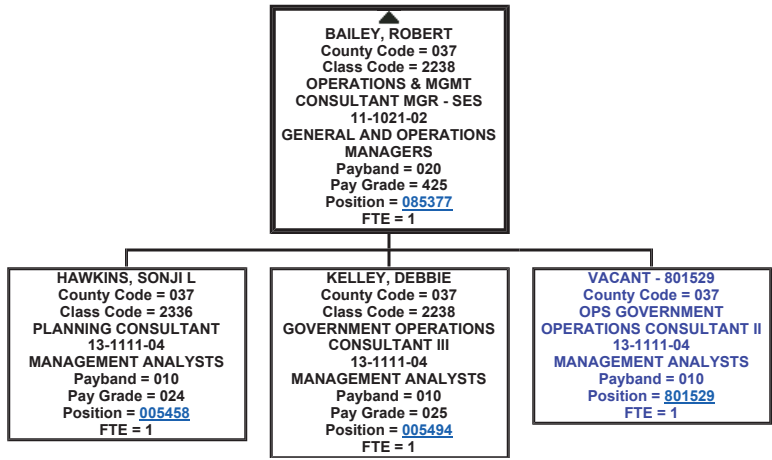 BAILEY, ROBERT
County Code = 037
Class Code = 2238
OPERATIONS & MGMT
CONSULTANT MGR - SES
11-1021-02
GENERAL AND OPERATIONS
MANAGERS
Payband = 020
Pay Grade = 425
Position = 085377
FTE = 1
HAWKINS, SONJI L
County Code = 037
Class Code = 2336
PLANNING CONSULTANT
13-1111-04
MANAGEMENT ANALYSTS
Payband = 010
Pay Grade = 024
Position = 005458
FTE = 1
KELLEY, DEBBIE
County Code = 037
Class Code = 2238
GOVERNMENT OPERATIONS
CONSULTANT III
13-1111-04
MANAGEMENT ANALYSTS
Payband = 010
Pay Grade = 025
Position = 005494
FTE = 1
VACANT - 801529
County Code = 037
OPS GOVERNMENT
OPERATIONS CONSULTANT II
13-1111-04
MANAGEMENT ANALYSTS
Payband = 010
Position = 801529
FTE = 1